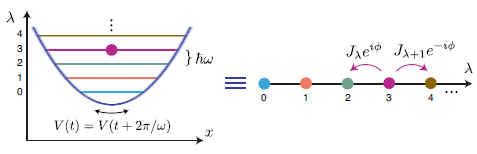 λ
⋮
4
3
2
1
0
} ħω
V(t) = V(t + 2π/ω)
x
≡
J_λ e^{iϕ} J_{λ+1} e^{-iϕ}
λ
0 1 2 3 4 ...